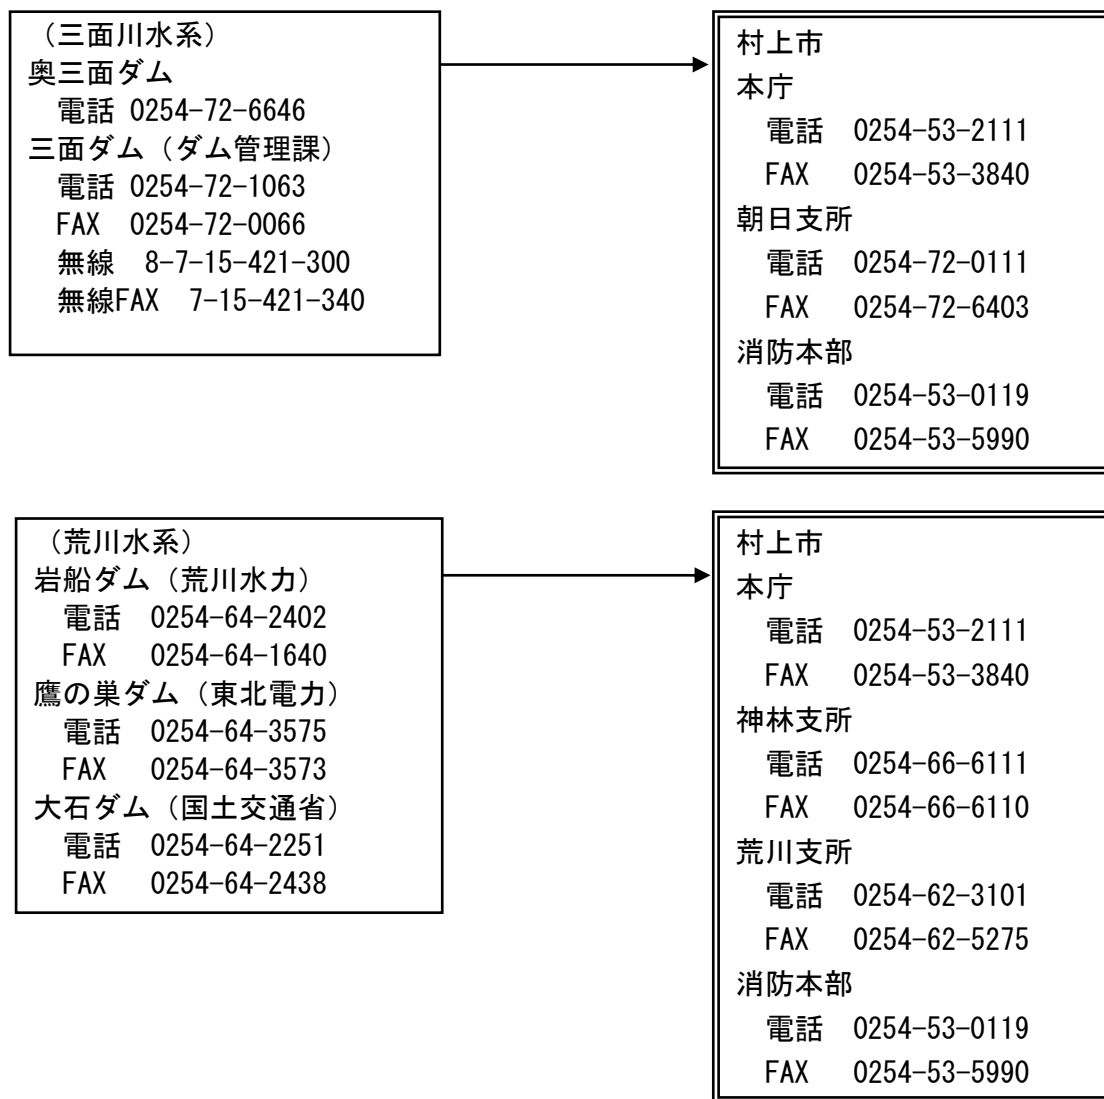 （三面川水系）
奥三面ダム
電話 0254-72-6646
三面ダム（ダム管理課）
電話 0254-72-1063
FAX 0254-72-0066
無線 8-7-15-421-300
無線FAX 7-15-421-340
村上市
本庁
電話 0254-53-2111
FAX 0254-53-3840
朝日支所
電話 0254-72-0111
FAX 0254-72-6403
消防本部
電話 0254-53-0119
FAX 0254-53-5990
（荒川水系）
岩船ダム（荒川水力）
電話 0254-64-2402
FAX 0254-64-1640
鷹の巣ダム（東北電力）
電話 0254-64-3575
FAX 0254-64-3573
大石ダム（国土交通省）
電話 0254-64-2251
FAX 0254-64-2438
村上市
本庁
電話 0254-53-2111
FAX 0254-53-3840
神林支所
電話 0254-66-6111
FAX 0254-66-6110
荒川支所
電話 0254-62-3101
FAX 0254-62-5275
消防本部
電話 0254-53-0119
FAX 0254-53-5990